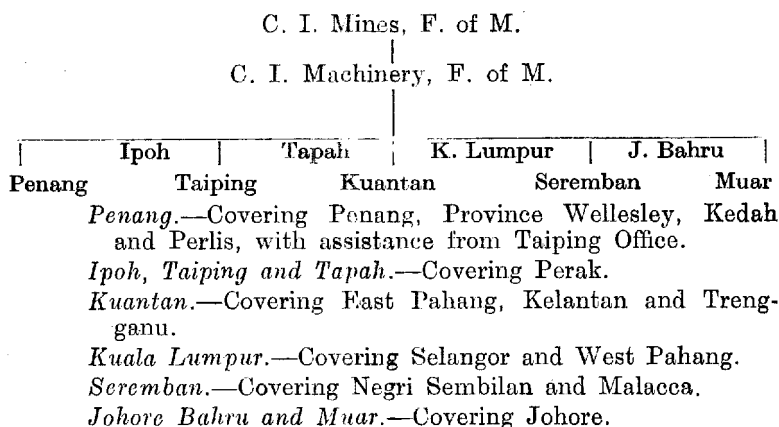 C. I. Mines, F. of M.
C. I. Machinery, F. of M.
Ipoh Tapah K. Lumpur J. Bahru
Penang Taiping Kuantan Seremban Muar
Penang.—Covering Penang, Province Wellesley, Kedah
and Perlis, with assistance from Taiping Office.
Ipoh, Taiping and Tapah.—Covering Perak.
Kuantan.—Covering East Pahang, Kelantan and Treng-
ganu.
Kuala Lumpur.—Covering Selangor and West Pahang.
Seremban.—Covering Negri Sembilan and Malacca.
Johore Bahru and Muar.—Covering Johore.